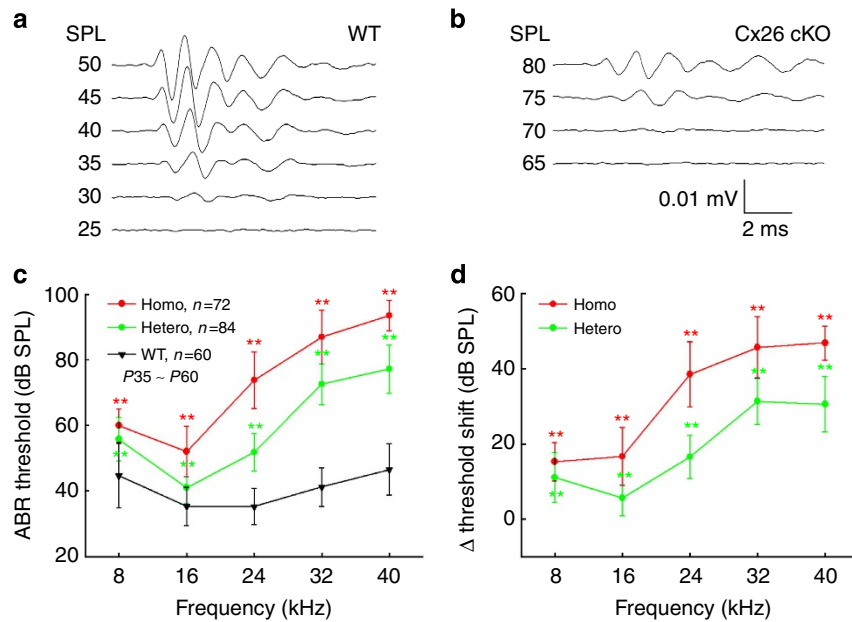 a
SPL WT
50
45
40
35
30
25
b
SPL Cx26 cKO
80
75
70
65
0.01 mV
2 ms
c
ABR threshold (dB SPL)
100
80
60
40
20
Homo, n=72
Hetero, n=84
WT, n=60
P35 ~ P60
** ** ** ** **
** ** ** ** **
8 16 24 32 40
Frequency (kHz)
d
Δ threshold shift (dB SPL)
60
40
20
0
Homo
Hetero
** ** ** ** **
** ** ** ** **
8 16 24 32 40
Frequency (kHz)